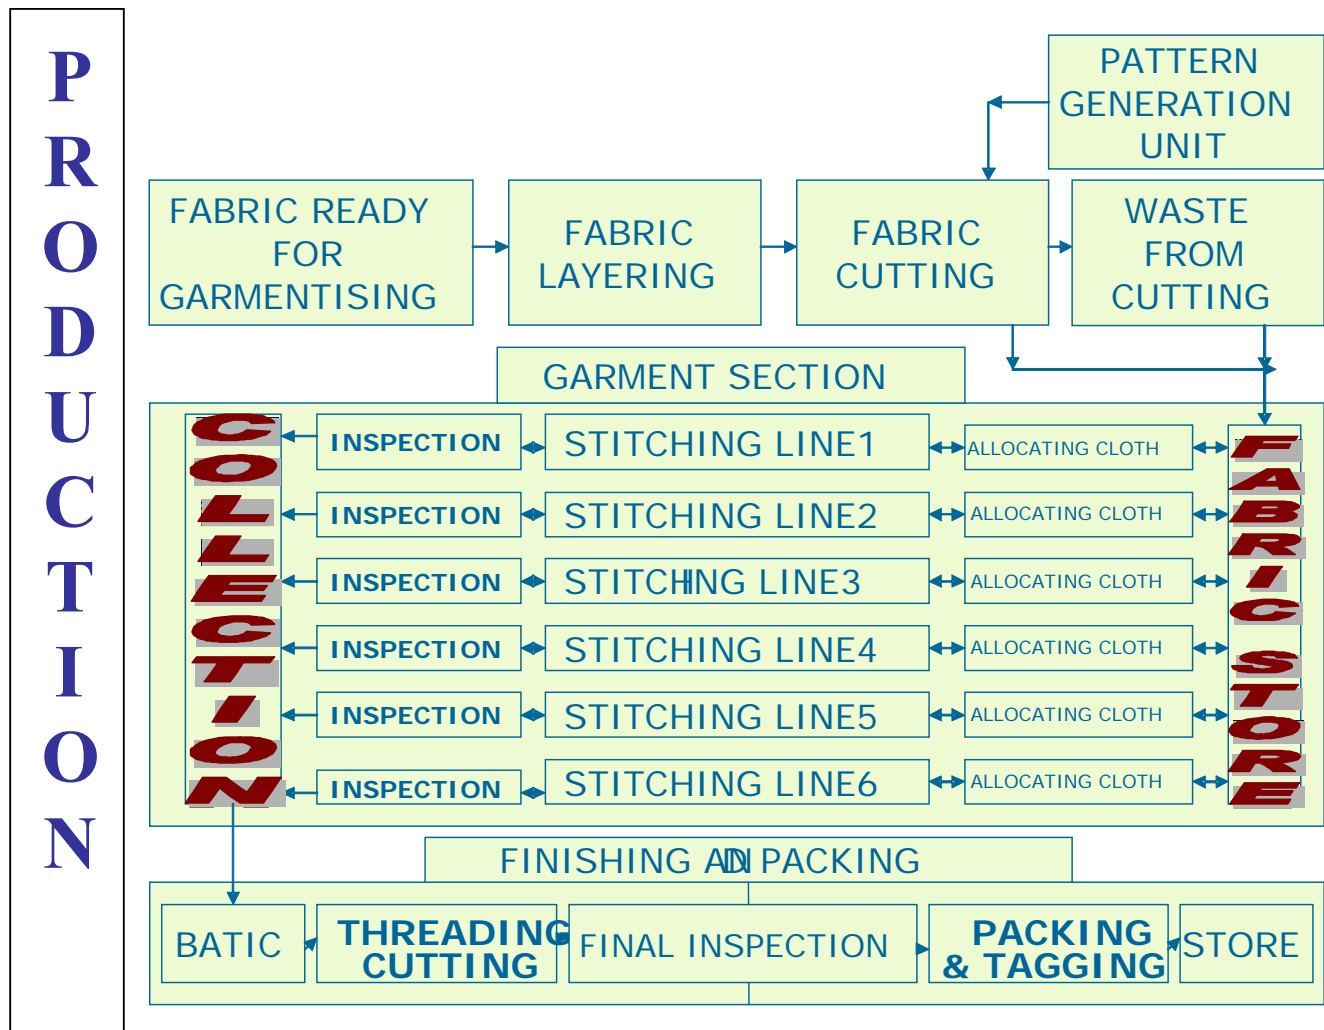 PRODUCTION
PATTERN
GENERATION
UNIT
FABRIC READY
FOR
GARMENTISING
FABRIC
LAYERING
FABRIC
CUTTING
WASTE
FROM
CUTTING
GARMENT SECTION
COLLECTION
INSPECTION
STITCHING LINE1
ALLOCATING CLOTH
INSPECTION
STITCHING LINE2
ALLOCATING CLOTH
INSPECTION
STITCHING LINE3
ALLOCATING CLOTH
INSPECTION
STITCHING LINE4
ALLOCATING CLOTH
INSPECTION
STITCHING LINE5
ALLOCATING CLOTH
INSPECTION
STITCHING LINE6
ALLOCATING CLOTH
FABRIC STORE
FINISHING AND PACKING
BATIC
THREADING
CUTTING
FINAL INSPECTION
PACKING
& TAGGING
STORE